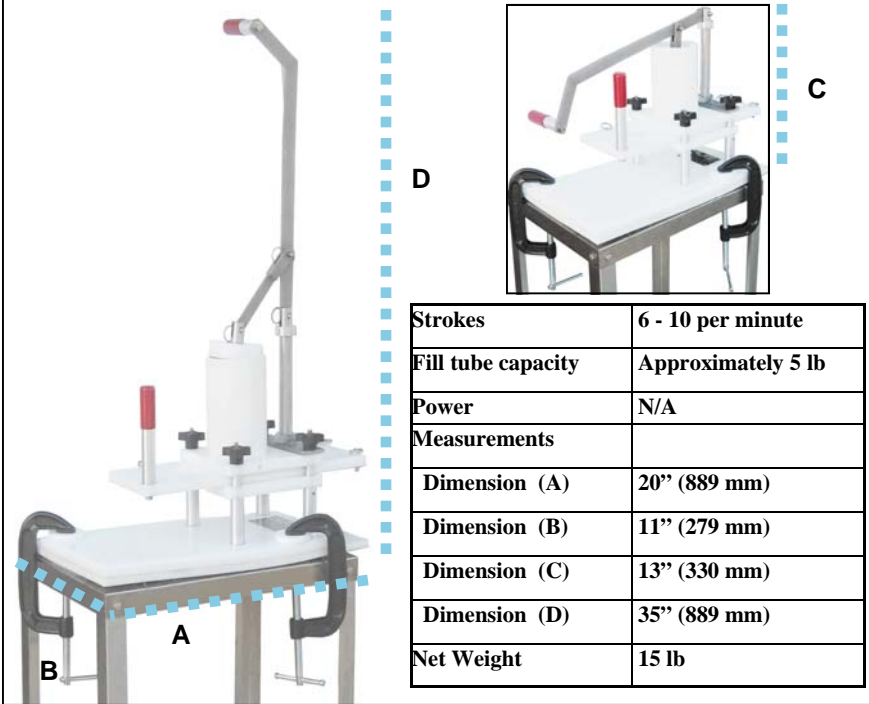 C
D
A
B
Strokes 6 - 10 per minute
Fill tube capacity Approximately 5 lb
Power N/A
Measurements
Dimension (A) 20” (889 mm)
Dimension (B) 11” (279 mm)
Dimension (C) 13” (330 mm)
Dimension (D) 35” (889 mm)
Net Weight 15 lb